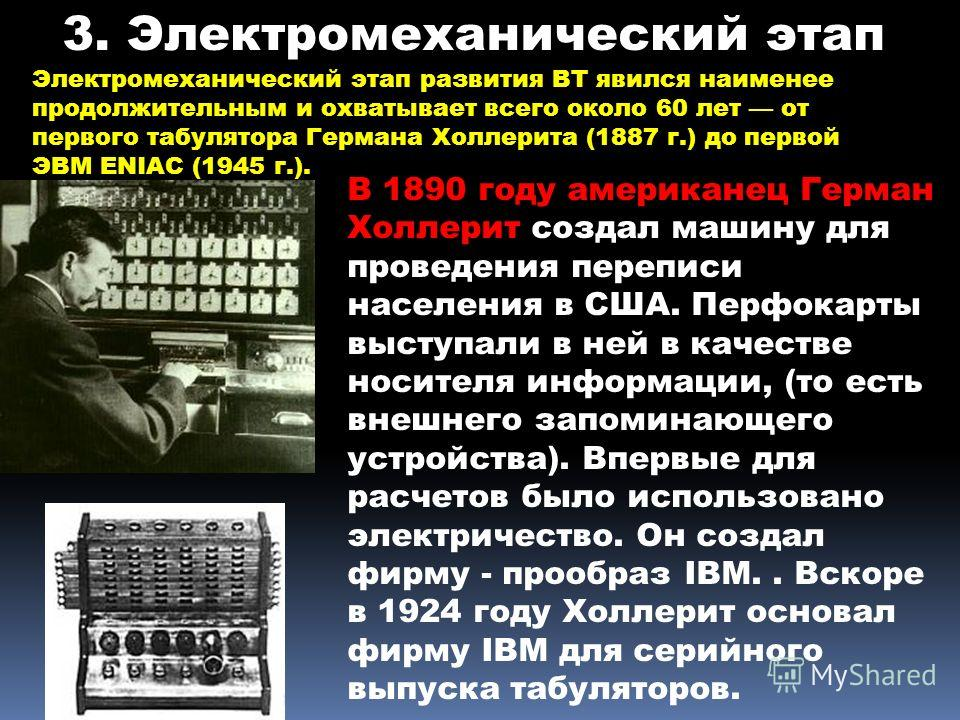 3. Электромеханический этап
Электромеханический этап развития ВТ явился наименее
продолжительным и охватывает всего около 60 лет — от
первого табулятора Германа Холлерита (1887 г.) до первой
ЭВМ ENIAC (1945 г.).
В 1890 году американец Герман
Холлерит создал машину для
проведения переписи
населения в США. Перфокарты
выступали в ней в качестве
носителя информации, (то есть
внешнего запоминающего
устройства). Впервые для
расчетов было использовано
электричество. Он создал
фирму - прообраз IBM. . Вскоре
в 1924 году Холлерит основал
фирму IBM для серийного
выпуска табуляторов.
MyShared